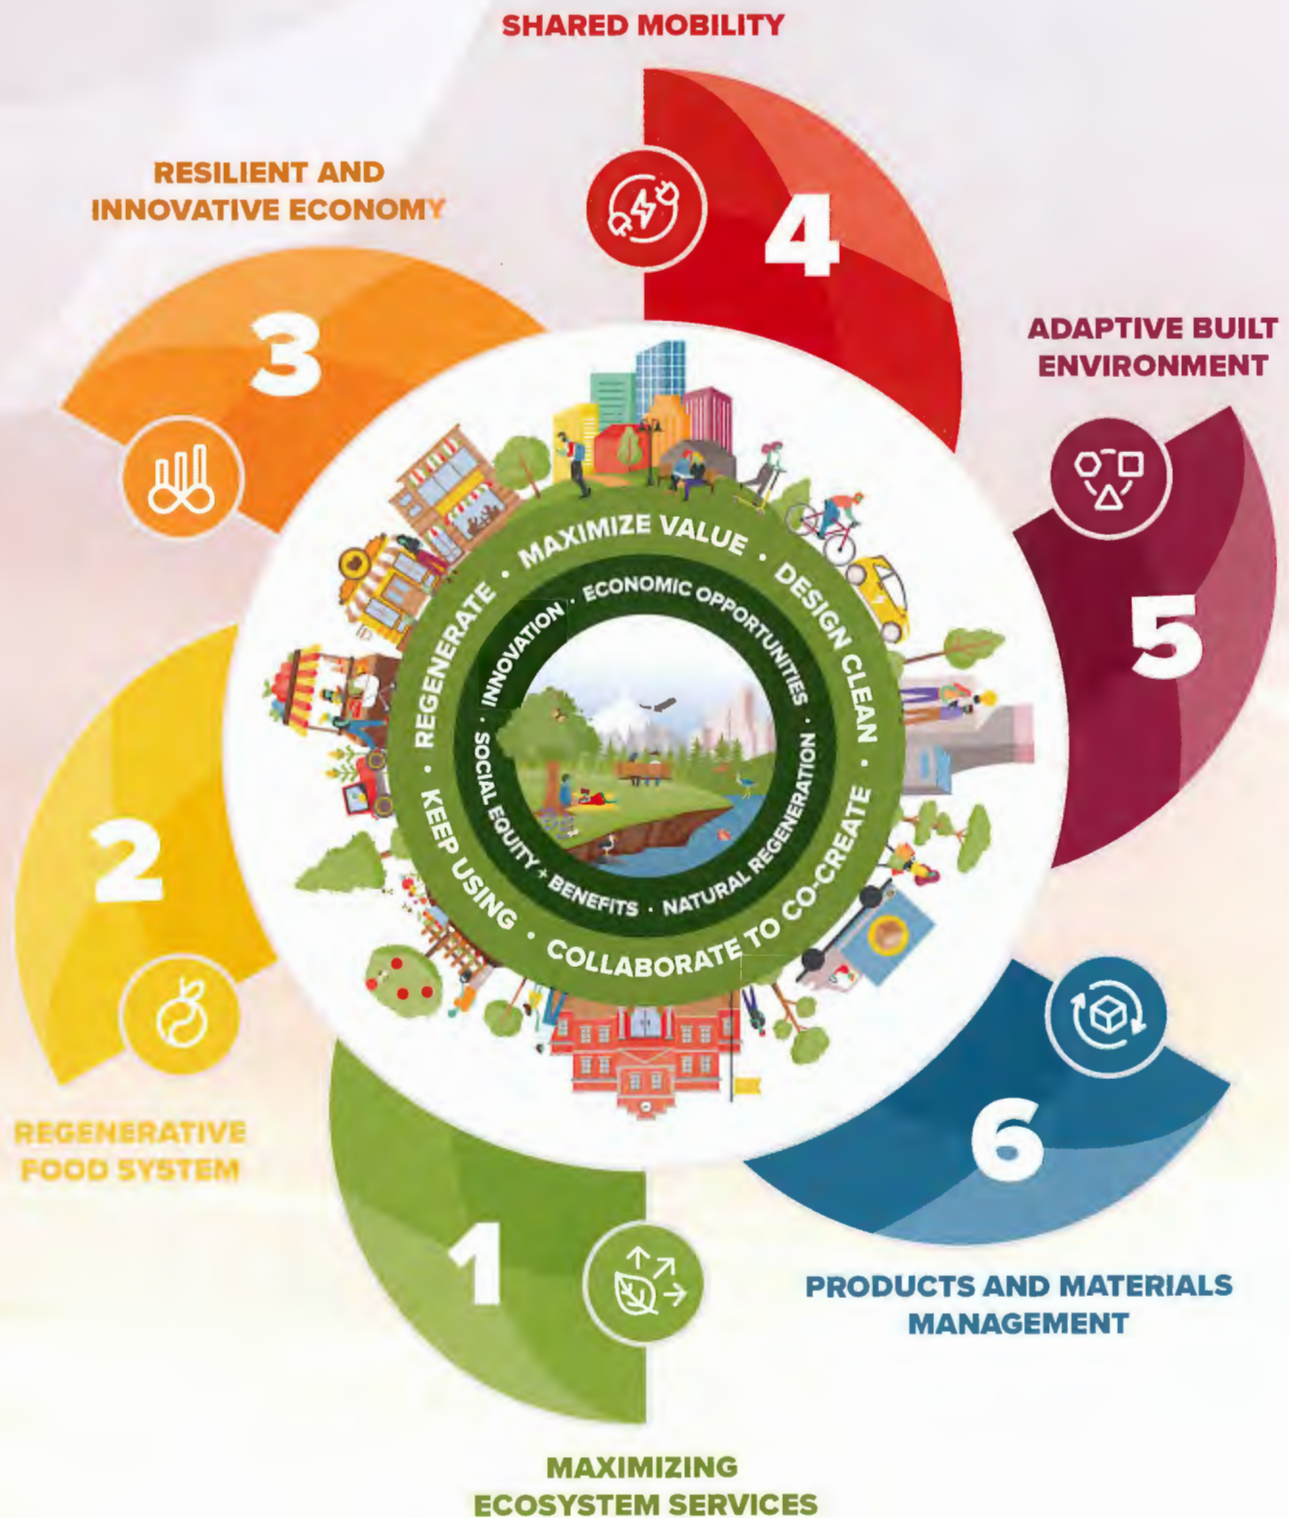 SHARED MOBILITY
4
RESILIENT AND
INNOVATIVE ECONOMY
3
ADAPTIVE BUILT
ENVIRONMENT
5
MAXIMIZE VALUE · DESIGN CLEAN · COLLABORATE TO CO-CREATE · KEEP USING · REGENERATE ·
ECONOMIC OPPORTUNITIES · NATURAL REGENERATION · SOCIAL EQUITY + BENEFITS · INNOVATION ·
2
REGENERATIVE
FOOD SYSTEM
6
PRODUCTS AND MATERIALS
MANAGEMENT
1
MAXIMIZING
ECOSYSTEM SERVICES